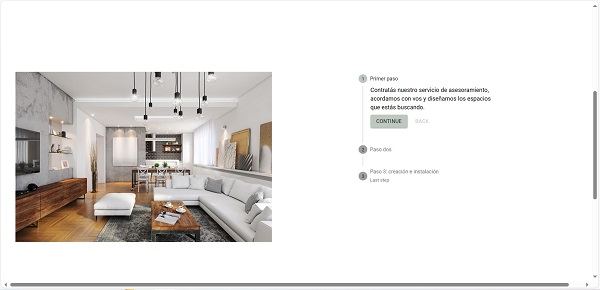 1 Primer paso
Contratás nuestro servicio de asesoramiento,
acordamos con vos y diseñamos los espacios
que estás buscando.
CONTINUE BACK
2 Paso dos
3 Paso 3: creación e instalación
Last step